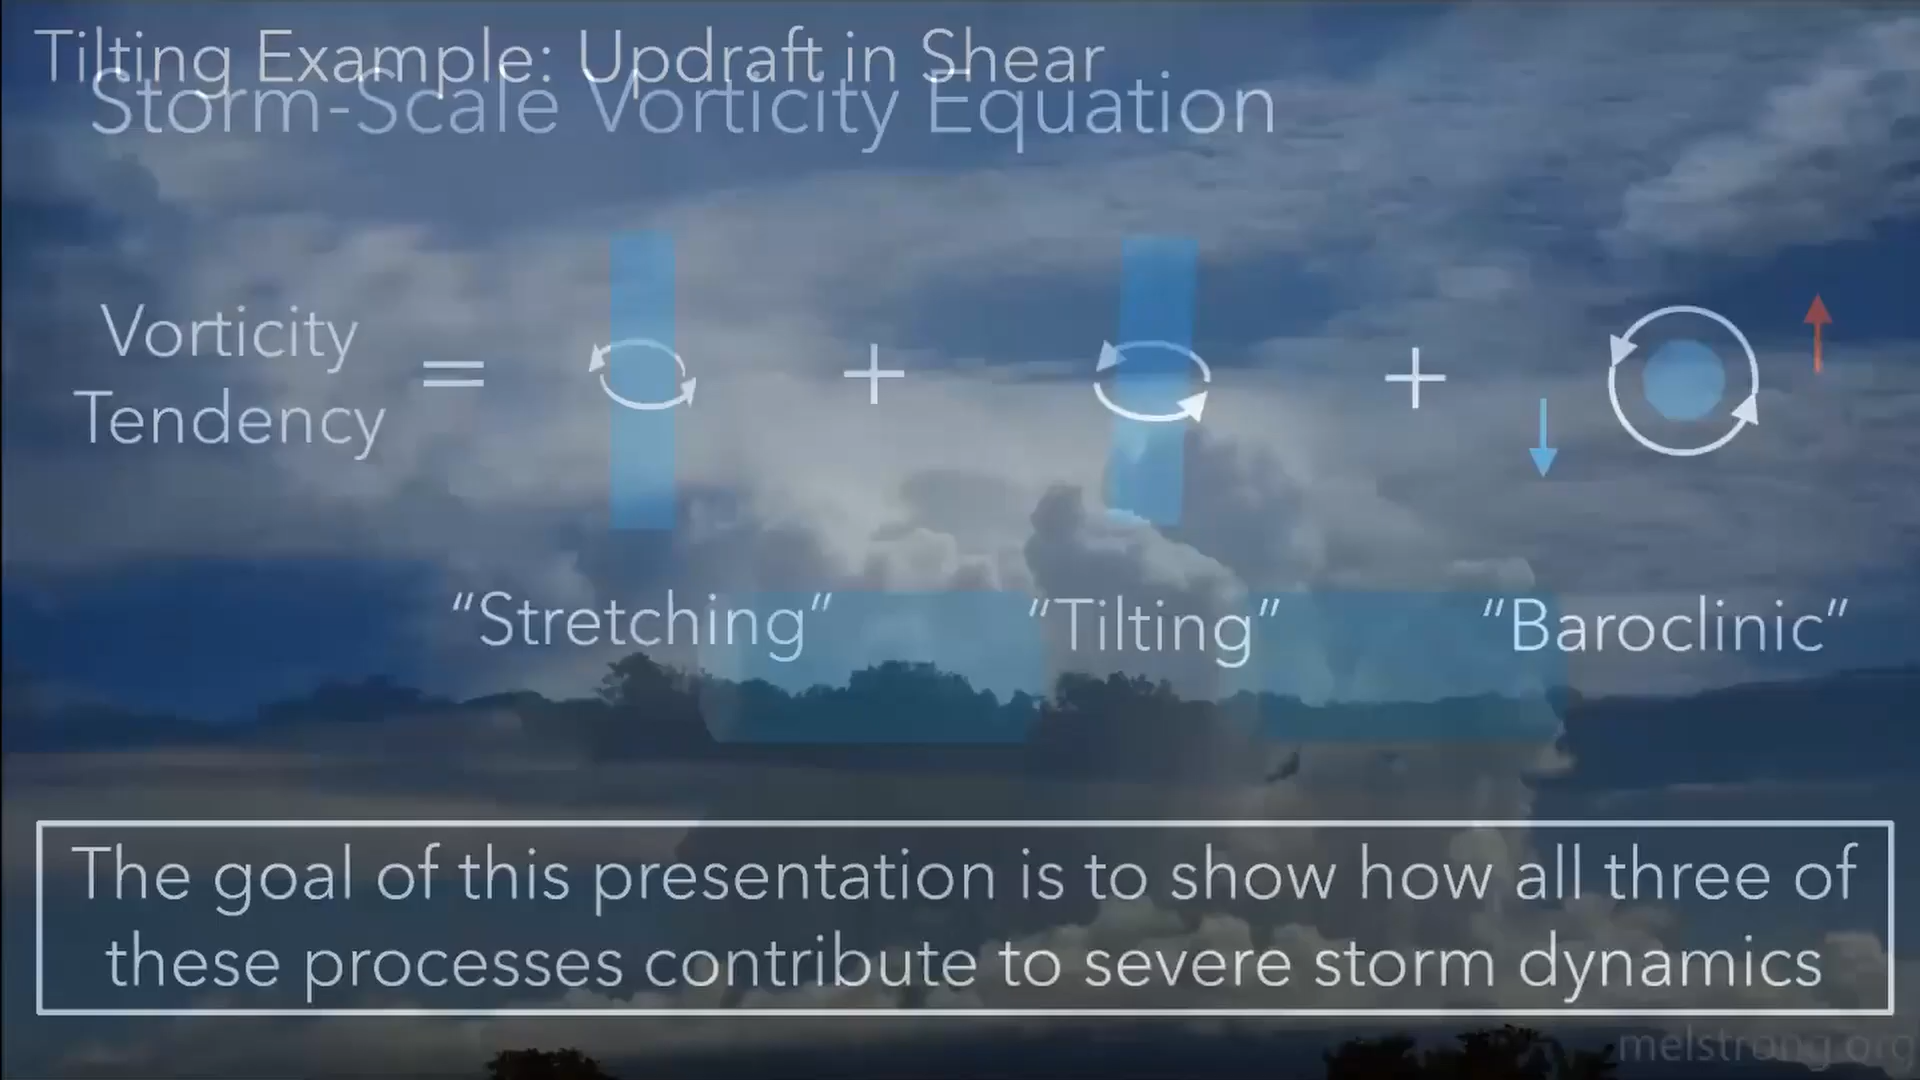 Tilting Example: Updraft in Shear
Storm-Scale Vorticity Equation
Vorticity
Tendency
=
+
+
“Stretching”
“Tilting”
“Baroclinic”
The goal of this presentation is to show how all three of
these processes contribute to severe storm dynamics
melstrong.org